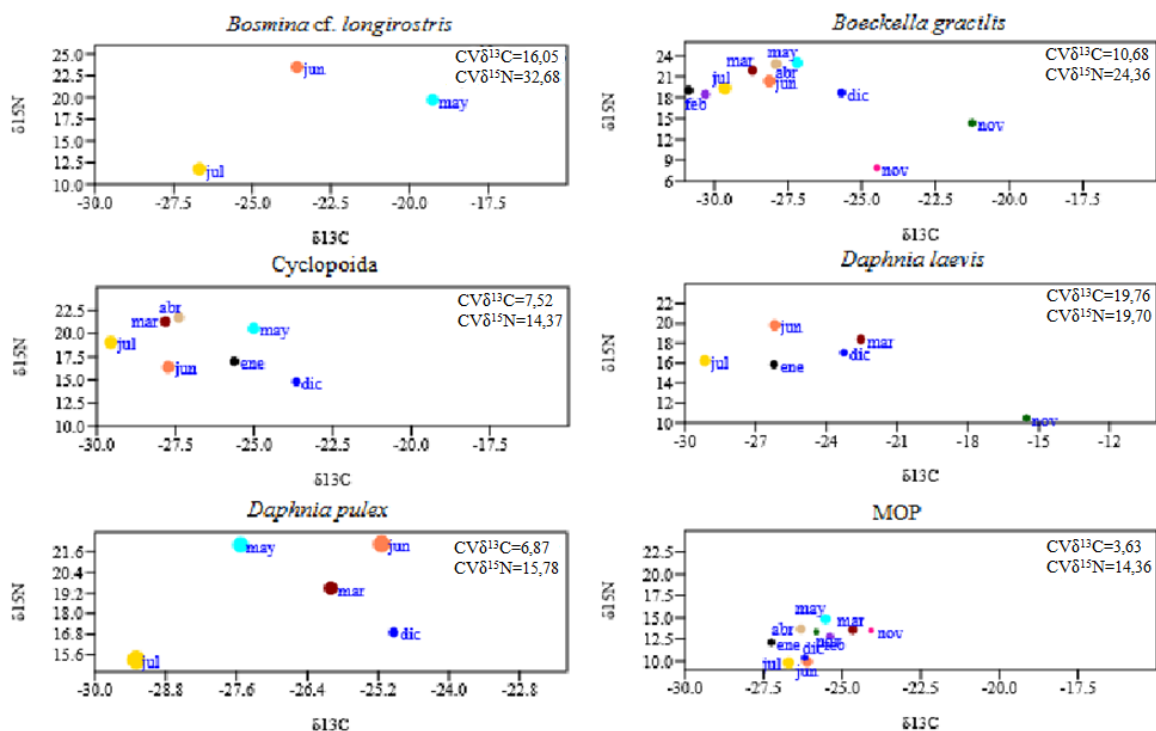 Bosmina cf. longirostris
CVδ¹³C=16,05
CVδ¹⁵N=32,68
δ15N
25.0
22.5
20.0
17.5
15.0
12.5
10.0
jun
may
jul
-30.0 -27.5 -25.0 -22.5 -20.0 -17.5
δ13C
Boeckella gracilis
CVδ¹³C=10,68
CVδ¹⁵N=24,36
δ15N
24
21
18
15
12
9
6
may
mar
abr
jul
jun
feb
dic
nov
nov
-30.0 -27.5 -25.0 -22.5 -20.0 -17.5
δ13C
Cyclopoida
CVδ¹³C=7,52
CVδ¹⁵N=14,37
δ15N
22.5
20.0
17.5
15.0
12.5
10.0
abr
mar
may
jul
jun
ene
dic
-30.0 -27.5 -25.0 -22.5 -20.0 -17.5
δ13C
Daphnia laevis
CVδ¹³C=19,76
CVδ¹⁵N=19,70
δ15N
22
20
18
16
14
12
10
jun
mar
dic
jul
ene
nov
-30 -27 -24 -21 -18 -15 -12
δ13C
Daphnia pulex
CVδ¹³C=6,87
CVδ¹⁵N=15,78
δ15N
21.6
20.4
19.2
18.0
16.8
15.6
may
jun
mar
dic
jul
-30.0 -28.8 -27.6 -26.4 -25.2 -24.0 -22.8
δ13C
MOP
CVδ¹³C=3,63
CVδ¹⁵N=14,36
δ15N
22.5
20.0
17.5
15.0
12.5
10.0
may
abr
mar
nov
ene
feb
dic
jul
jun
-30.0 -27.5 -25.0 -22.5 -20.0 -17.5
δ13C